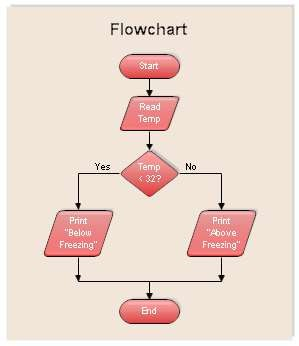 Flowchart
Start
Read
Temp
Yes
Temp
< 32?
No
Print
"Below
Freezing"
Print
"Above
Freezing"
End